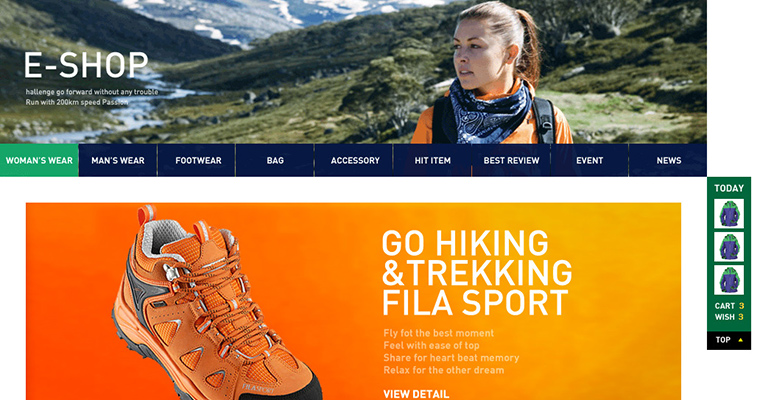 E-SHOP
hallenge go forward without any trouble
Run with 200km speed Passion
WOMAN'S WEAR
MAN'S WEAR
FOOTWEAR
BAG
ACCESSORY
HIT ITEM
BEST REVIEW
EVENT
NEWS
TODAY
CART 3
WISH 3
TOP ▲
GO HIKING
&TREKKING
FILA SPORT
Fly fot the best moment
Feel with ease of top
Share for heart beat memory
Relax for the other dream
VIEW DETAIL